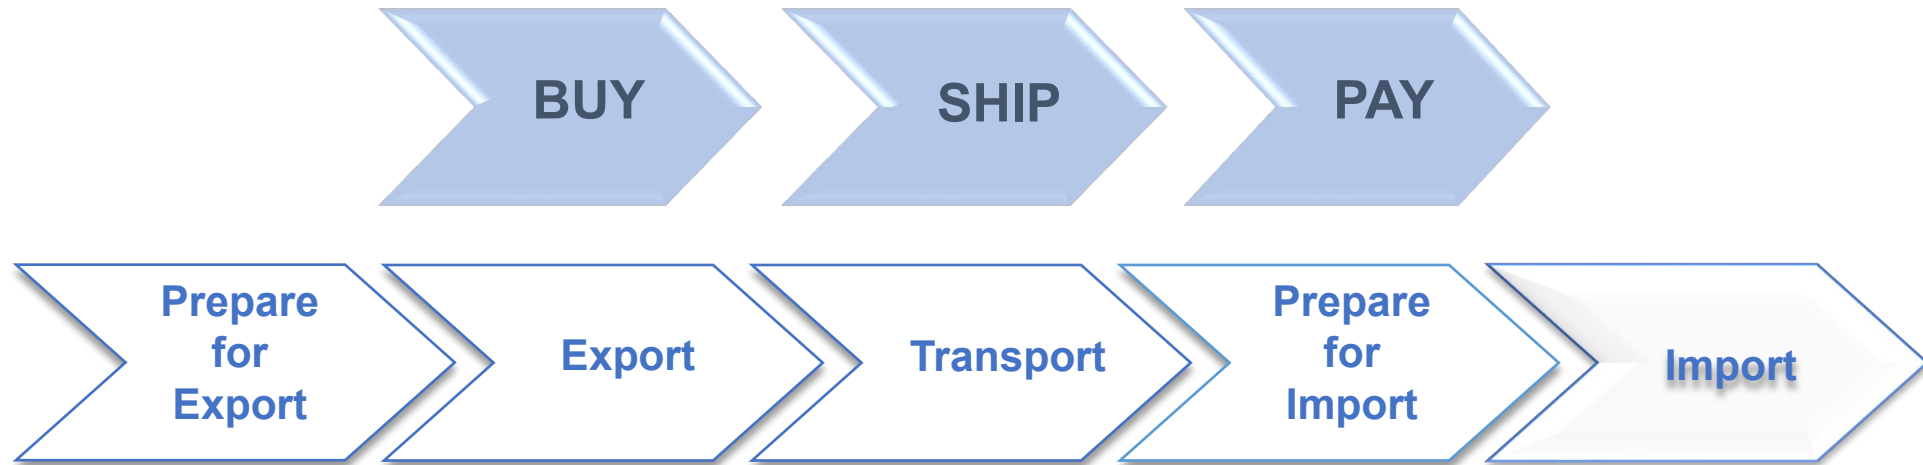 BUY
SHIP
PAY
Prepare
for
Export
Export
Transport
Prepare
for
Import
Import